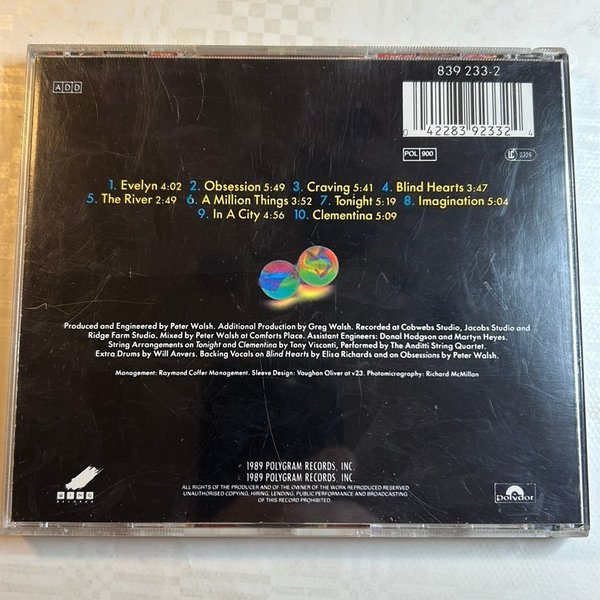 839 233-2
ADD
0 42283 92332 4
POL 900
LC 0309
1. Evelyn 4:02 2. Obsession 5:49 3. Craving 5:41 4. Blind Hearts 3:47
5. The River 2:49 6. A Million Things 3:52 7. Tonight 5:19 8. Imagination 5:04
9. In A City 4:56 10. Clementina 5:09
Produced and Engineered by Peter Walsh. Additional Production by Greg Walsh. Recorded at Cobwebs Studio, Jacobs Studio and
Ridge Farm Studio. Mixed by Peter Walsh at Comforts Place. Assistant Engineers: Donal Hodgson and Martyn Heyes.
String Arrangements on Tonight and Clementina by Tony Visconti, Performed by The Anditti String Quartet.
Extra Drums by Will Anvers. Backing Vocals on Blind Hearts by Elisa Richards and on Obsessions by Peter Walsh.
Management: Raymond Coffer Management. Sleeve Design: Vaughan Oliver at v23. Photomicrography: Richard McMillan
1989 POLYGRAM RECORDS, INC.
1989 POLYGRAM RECORDS, INC.
ALL RIGHTS OF THE PRODUCER AND OF THE OWNER OF THE WORK REPRODUCED RESERVED
UNAUTHORISED COPYING, HIRING, LENDING, PUBLIC PERFORMANCE AND BROADCASTING
OF THIS RECORD PROHIBITED.
WING
Records
Polydor